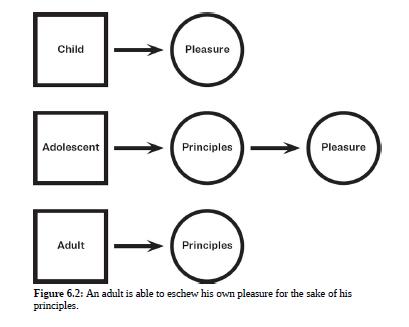 Child Pleasure
Adolescent Principles Pleasure
Adult Principles
Figure 6.2: An adult is able to eschew his own pleasure for the sake of his
principles.